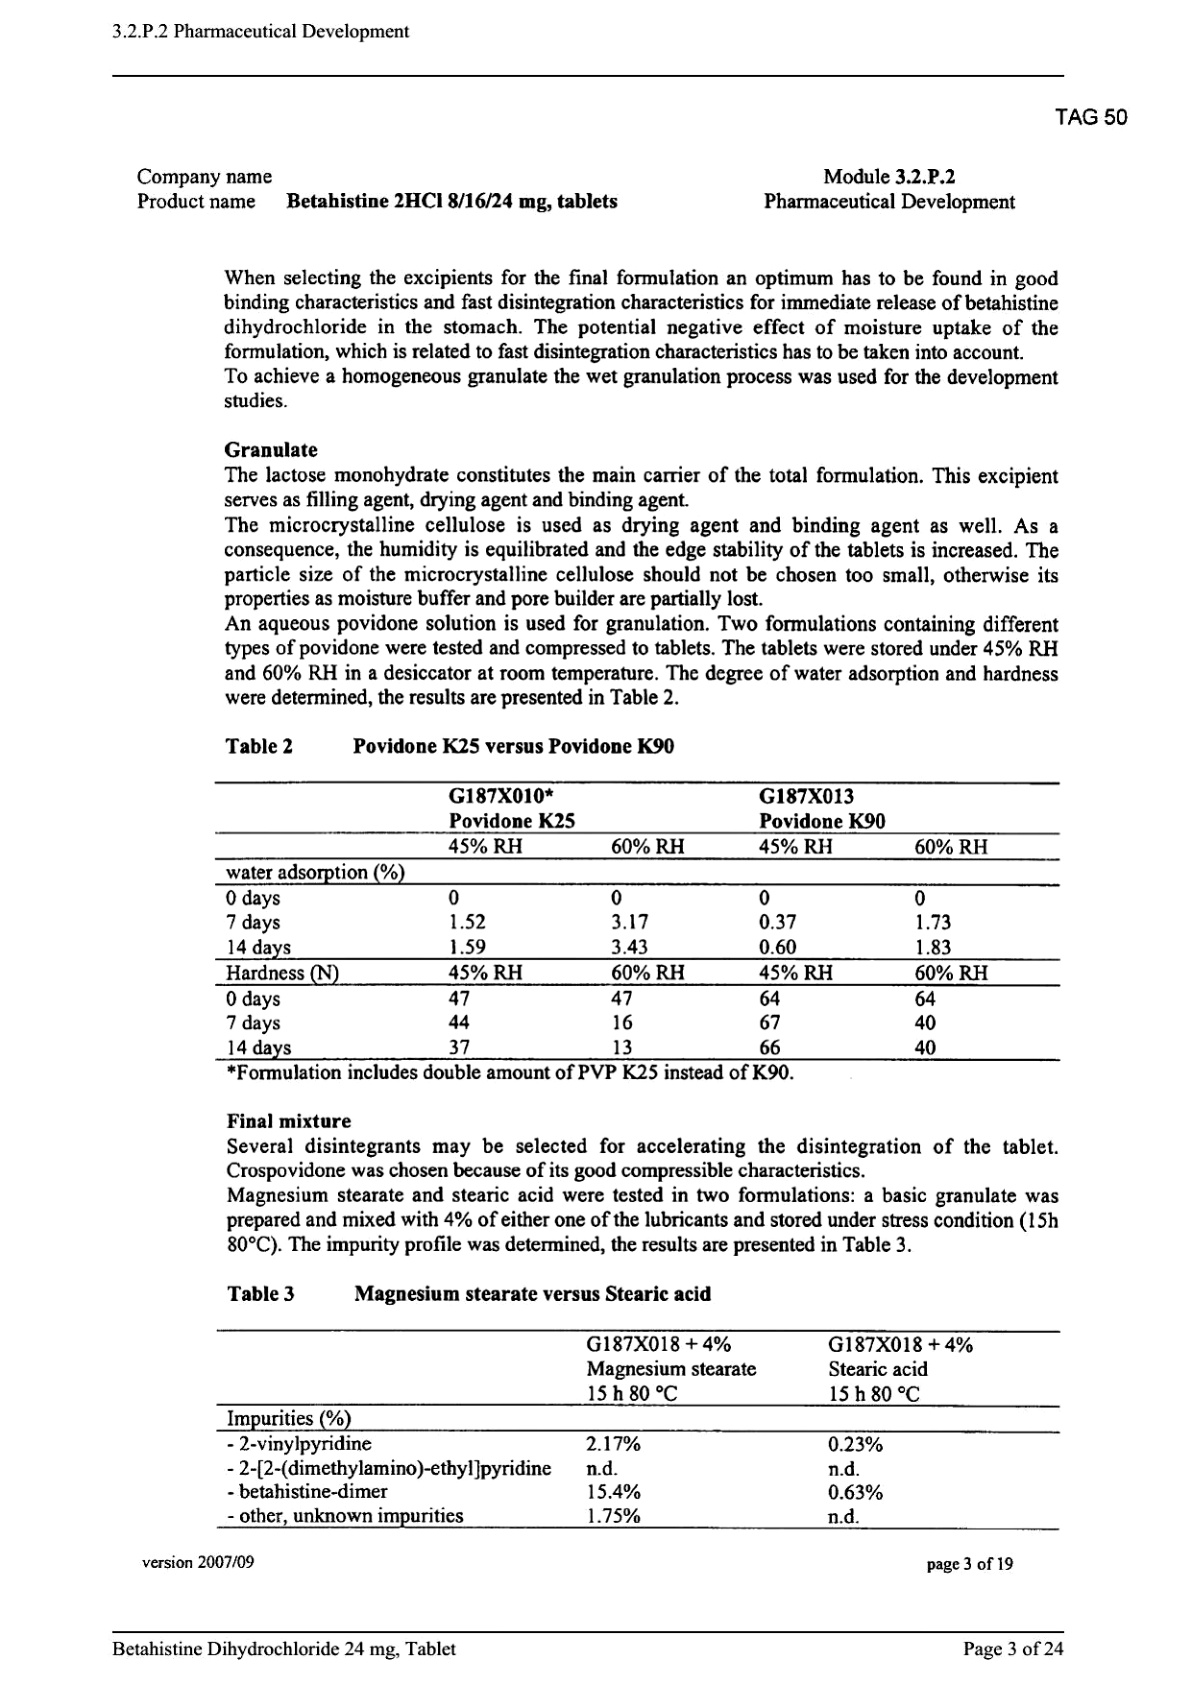 3.2.P.2 Pharmaceutical Development
TAG 50
Company name
Module 3.2.P.2
Product name Betahistine 2HCl 8/16/24 mg, tablets
Pharmaceutical Development
When selecting the excipients for the final formulation an optimum has to be found in good
binding characteristics and fast disintegration characteristics for immediate release of betahistine
dihydrochloride in the stomach. The potential negative effect of moisture uptake of the
formulation, which is related to fast disintegration characteristics has to be taken into account.
To achieve a homogeneous granulate the wet granulation process was used for the development
studies.
Granulate
The lactose monohydrate constitutes the main carrier of the total formulation. This excipient
serves as filling agent, drying agent and binding agent.
The microcrystalline cellulose is used as drying agent and binding agent as well. As a
consequence, the humidity is equilibrated and the edge stability of the tablets is increased. The
particle size of the microcrystalline cellulose should not be chosen too small, otherwise its
properties as moisture buffer and pore builder are partially lost.
An aqueous povidone solution is used for granulation. Two formulations containing different
types of povidone were tested and compressed to tablets. The tablets were stored under 45% RH
and 60% RH in a desiccator at room temperature. The degree of water adsorption and hardness
were determined, the results are presented in Table 2.
Table 2 Povidone K25 versus Povidone K90
G187X010* G187X013
Povidone K25 Povidone K90
45% RH 60% RH 45% RH 60% RH
water adsorption (%)
0 days 0 0 0 0
7 days 1.52 3.17 0.37 1.73
14 days 1.59 3.43 0.60 1.83
Hardness (N) 45% RH 60% RH 45% RH 60% RH
0 days 47 47 64 64
7 days 44 16 67 40
14 days 37 13 66 40
*Formulation includes double amount of PVP K25 instead of K90.
Final mixture
Several disintegrants may be selected for accelerating the disintegration of the tablet.
Crospovidone was chosen because of its good compressible characteristics.
Magnesium stearate and stearic acid were tested in two formulations: a basic granulate was
prepared and mixed with 4% of either one of the lubricants and stored under stress condition (15h
80°C). The impurity profile was determined, the results are presented in Table 3.
Table 3 Magnesium stearate versus Stearic acid
G187X018 + 4% G187X018 + 4%
Magnesium stearate Stearic acid
15 h 80 °C 15 h 80 °C
Impurities (%)
- 2-vinylpyridine 2.17% 0.23%
- 2-[2-(dimethylamino)-ethyl]pyridine n.d. n.d.
- betahistine-dimer 15.4% 0.63%
- other, unknown impurities 1.75% n.d.
version 2007/09
page 3 of 19
Betahistine Dihydrochloride 24 mg, Tablet
Page 3 of 24